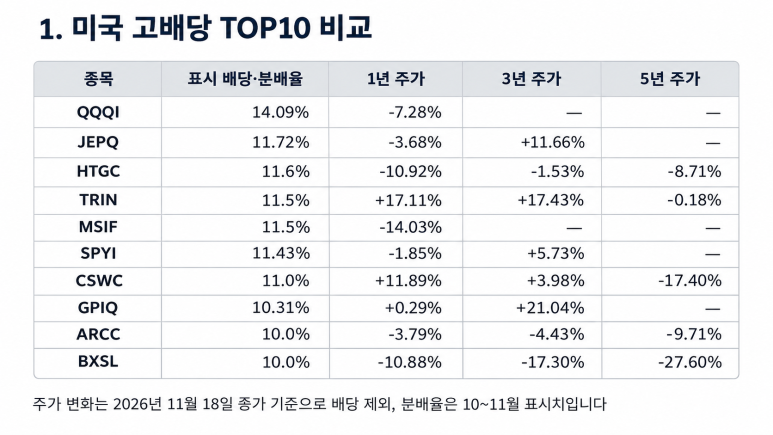 1. 미국 고배당 TOP10 비교
종목 표시 배당·분배율 1년 주가 3년 주가 5년 주가
QQQI 14.09% -7.28% — —
JEPQ 11.72% -3.68% +11.66% —
HTGC 11.6% -10.92% -1.53% -8.71%
TRIN 11.5% +17.11% +17.43% -0.18%
MSIF 11.5% -14.03% — —
SPYI 11.43% -1.85% +5.73% —
CSWC 11.0% +11.89% +3.98% -17.40%
GPIQ 10.31% +0.29% +21.04% —
ARCC 10.0% -3.79% -4.43% -9.71%
BXSL 10.0% -10.88% -17.30% -27.60%
주가 변화는 2026년 11월 18일 종가 기준으로 배당 제외, 분배율은 10~11월 표시치입니다